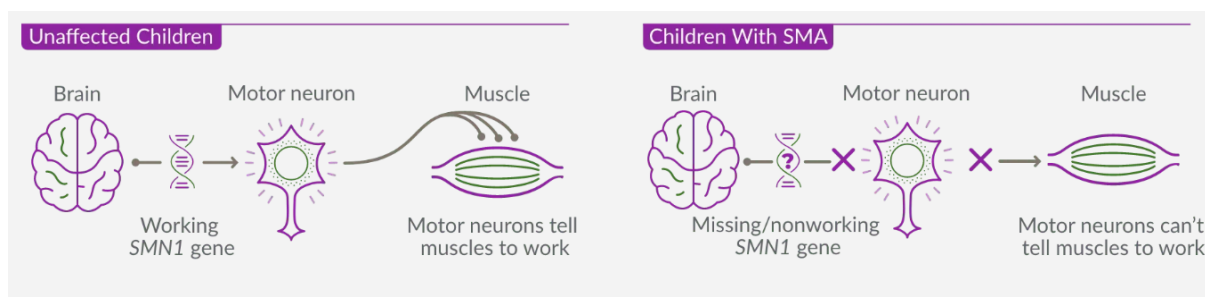 Unaffected Children
Brain
Motor neuron
Muscle
Working
SMN1 gene
Motor neurons tell
muscles to work
Children With SMA
Brain
Motor neuron
Muscle
?
Missing/nonworking
SMN1 gene
Motor neurons can't
tell muscles to work